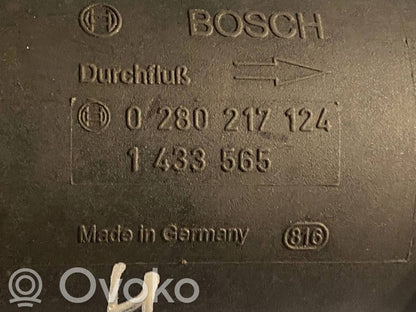 BOSCH
Durchfluß
0 280 217 124
1 433 565
Made in Germany 816
H
Ovoko